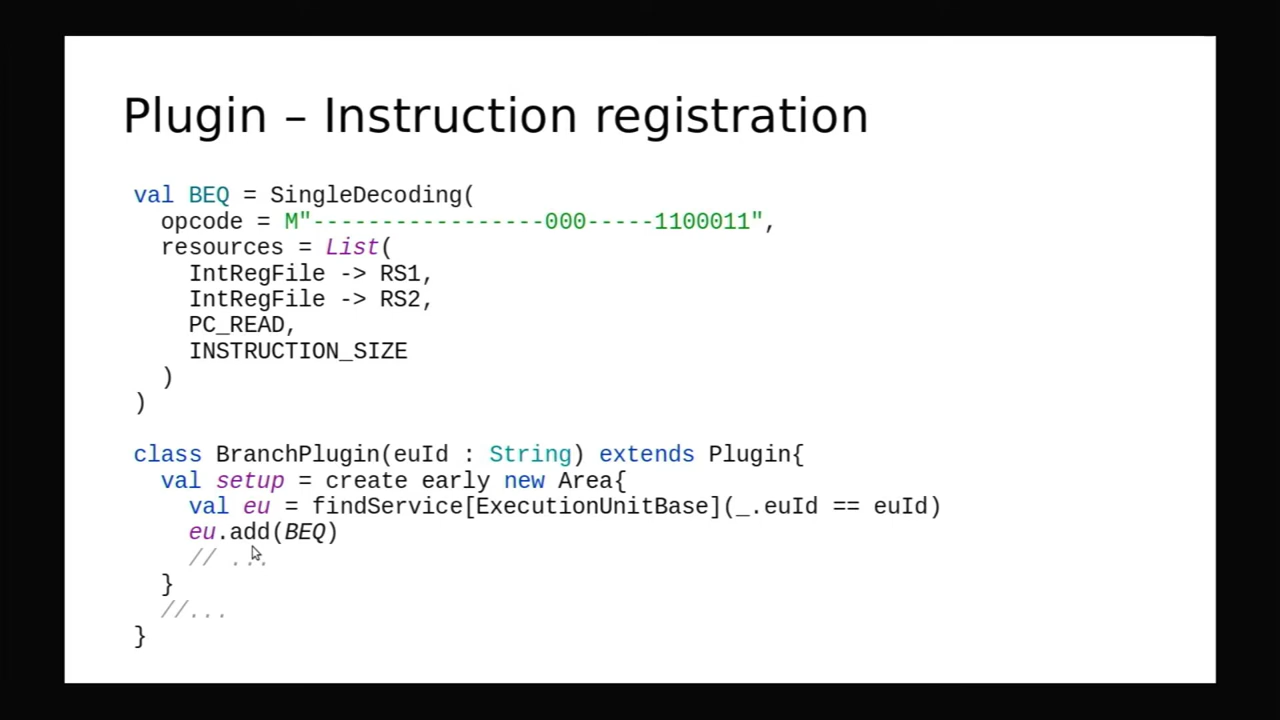 Plugin – Instruction registration
val BEQ = SingleDecoding(
  opcode = M"-----------------000-----1100011",
  resources = List(
    IntRegFile -> RS1,
    IntRegFile -> RS2,
    PC_READ,
    INSTRUCTION_SIZE
  )
)
class BranchPlugin(euId : String) extends Plugin{
  val setup = create early new Area{
    val eu = findService[ExecutionUnitBase](_.euId == euId)
    eu.add(BEQ)
    // ...
  }
  //...
}